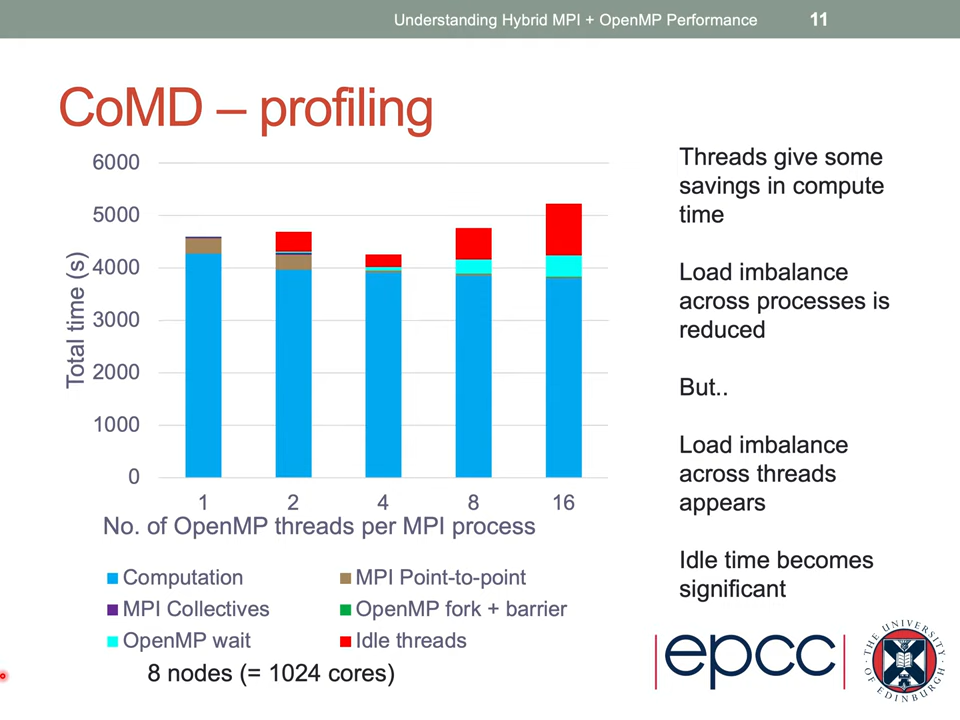 Understanding Hybrid MPI + OpenMP Performance 11
CoMD – profiling
6000
5000
4000
3000
2000
1000
0
Total time (s)
1 2 4 8 16
No. of OpenMP threads per MPI process
Computation
MPI Point-to-point
MPI Collectives
OpenMP fork + barrier
OpenMP wait
Idle threads
8 nodes (= 1024 cores)
Threads give some
savings in compute
time
Load imbalance
across processes is
reduced
But..
Load imbalance
across threads
appears
Idle time becomes
significant
epcc
THE UNIVERSITY
OF EDINBURGH